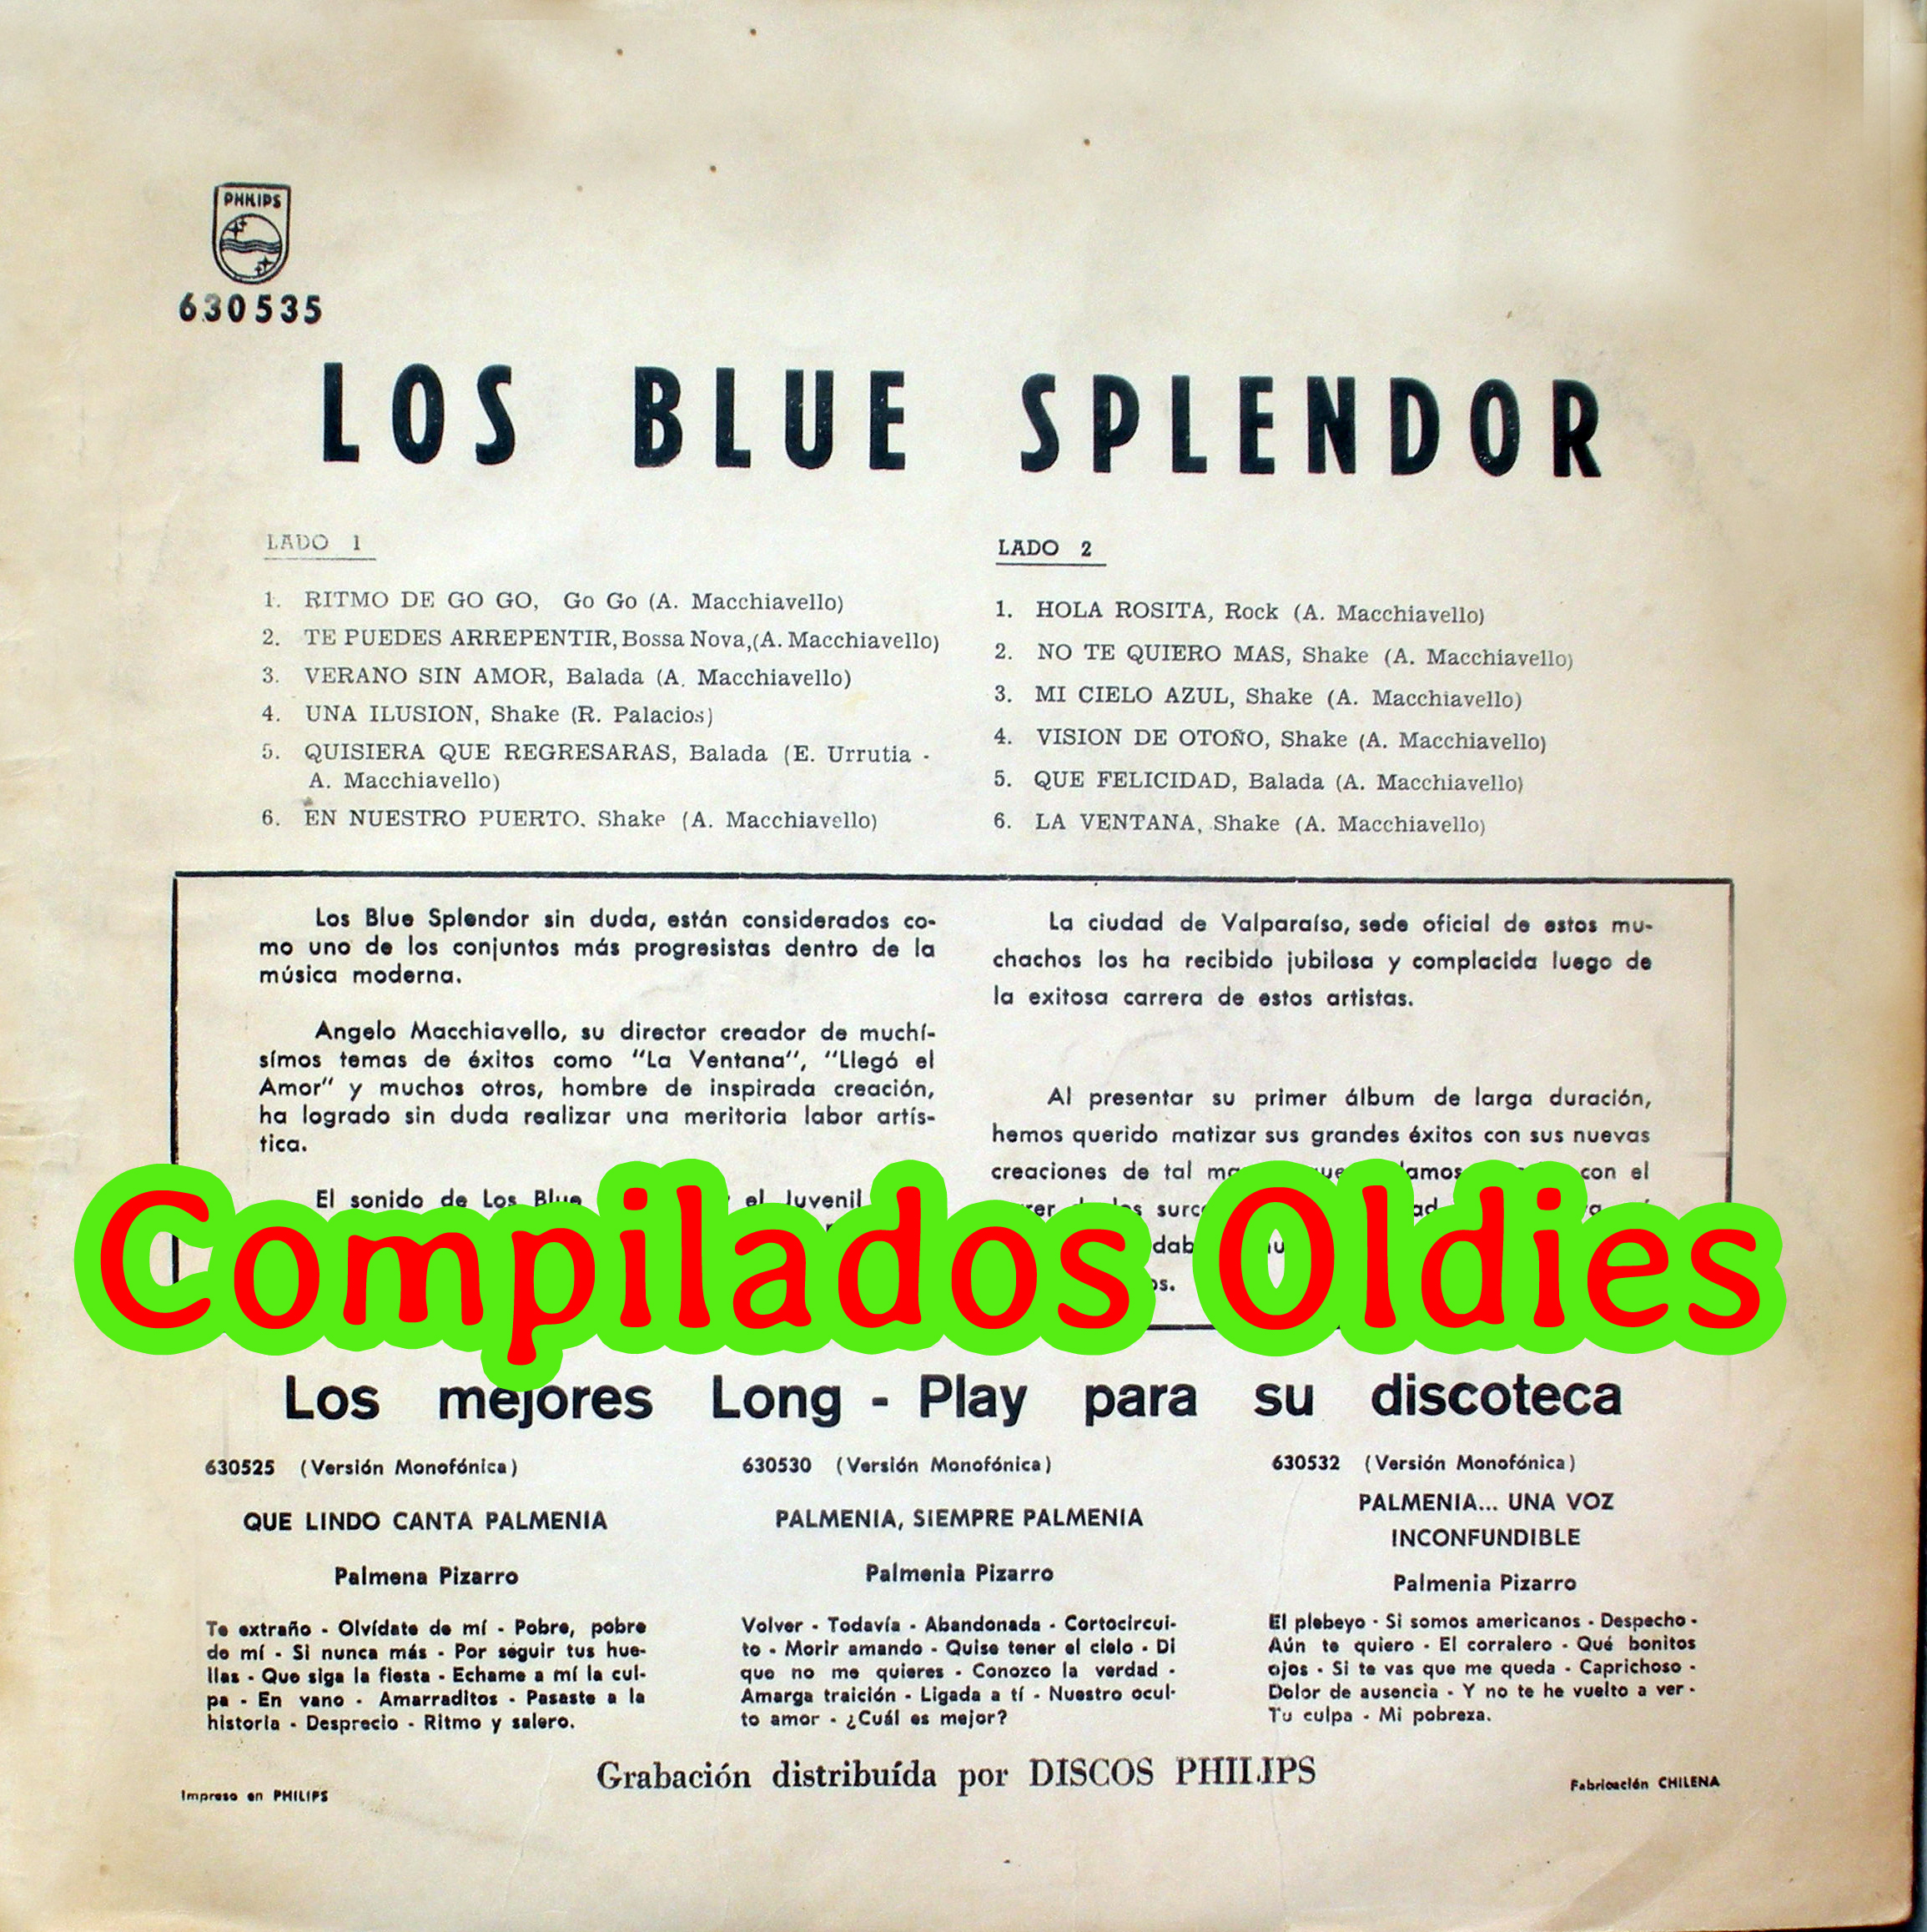 PHILIPS
630535
LOS BLUE SPLENDOR
LADO 1
1. RITMO DE GO GO, Go Go (A. Macchiavello)
2. TE PUEDES ARREPENTIR, Bossa Nova,(A. Macchiavello)
3. VERANO SIN AMOR, Balada (A. Macchiavello)
4. UNA ILUSION, Shake (R. Palacios)
5. QUISIERA QUE REGRESARAS, Balada (E. Urrutia -
A. Macchiavello)
6. EN NUESTRO PUERTO. Shake (A. Macchiavello)
LADO 2
1. HOLA ROSITA, Rock (A. Macchiavello)
2. NO TE QUIERO MAS, Shake (A. Macchiavello)
3. MI CIELO AZUL, Shake (A. Macchiavello)
4. VISION DE OTOÑO, Shake (A. Macchiavello)
5. QUE FELICIDAD, Balada (A. Macchiavello)
6. LA VENTANA, Shake (A. Macchiavello)
Los Blue Splendor sin duda, están considerados co-
mo uno de los conjuntos más progresistas dentro de la
música moderna.
Angelo Macchiavello, su director creador de muchí-
símos temas de éxitos como "La Ventana", "Llegó el
Amor" y muchos otros, hombre de inspirada creación,
ha logrado sin duda realizar una meritoria labor artís-
tica.
El sonido de Los Blue el Juvenil
La ciudad de Valparaíso, sede oficial de estos mu-
chachos los ha recibido jubilosa y complacida luego de
la exitosa carrera de estos artistas.
Al presentar su primer álbum de larga duración,
hemos querido matizar sus grandes éxitos con sus nuevas
creaciones de tal con el
Compilados Oldies
Los mejores Long - Play para su discoteca
630525 (Versión Monofónica)
QUE LINDO CANTA PALMENIA
Palmena Pizarro
Te extraño - Olvídate de mí - Pobre, pobre
de mí - Si nunca más - Por seguir tus hue-
llas - Que siga la fiesta - Echame a mí la cul-
pa - En vano - Amarraditos - Pasaste a la
historia - Desprecio - Ritmo y salero.
630530 (Versión Monofónica)
PALMENIA, SIEMPRE PALMENIA
Palmenia Pizarro
Volver - Todavía - Abandonada - Cortocircui-
to - Morir amando - Quise tener el cielo - Di
que no me quieres - Conozco la verdad -
Amarga traición - Ligada a tí - Nuestro ocul-
to amor - ¿Cuál es mejor?
630532 (Versión Monofónica)
PALMENIA... UNA VOZ
INCONFUNDIBLE
Palmenia Pizarro
El plebeyo - Si somos americanos - Despecho -
Aún te quiero - El corralero - Qué bonitos
ojos - Si te vas que me queda - Caprichoso -
Dolor de ausencia - Y no te he vuelto a ver -
Tu culpa - Mi pobreza.
Grabación distribuída por DISCOS PHILIPS
Impreso en PHILIPS
Fabricación CHILENA